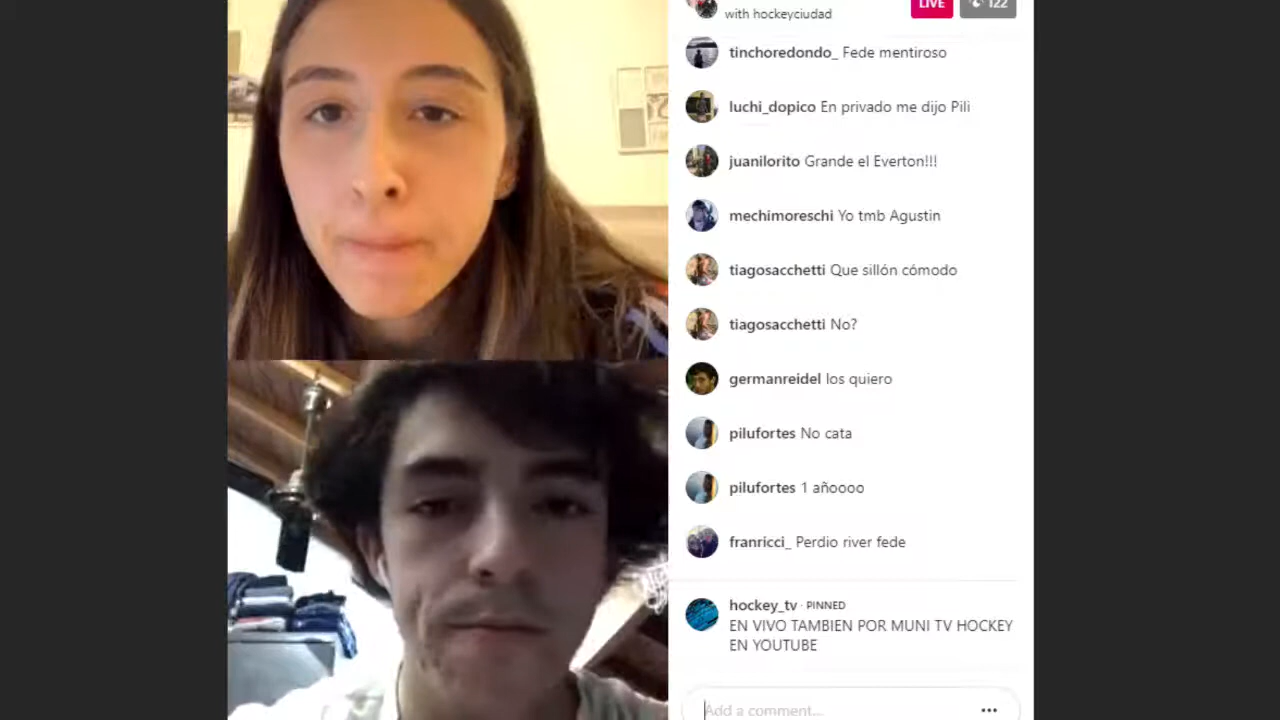 LIVE
122
with hockeyciudad
tinchoredondo_ Fede mentiroso
luchi_dopico En privado me dijo Pili
juanilorito Grande el Everton!!!
mechimoreschi Yo tmb Agustin
tiagosacchetti Que sillón cómodo
tiagosacchetti No?
germanreidel los quiero
pilufortes No cata
pilufortes 1 añoooo
franricci_ Perdio river fede
hockey_tv · PINNED
EN VIVO TAMBIEN POR MUNI TV HOCKEY
EN YOUTUBE
Add a comment...